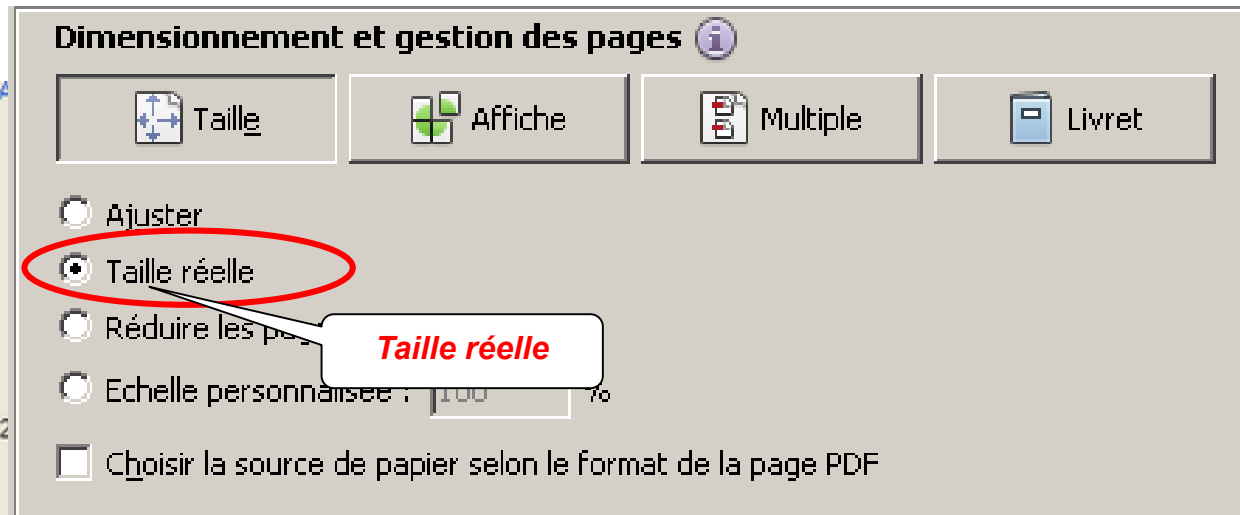 Dimensionnement et gestion des pages
Taille
Affiche
Multiple
Livret
Ajuster
Taille réelle
Réduire les
Taille réelle
Echelle personnalisée : 100 %
Choisir la source de papier selon le format de la page PDF